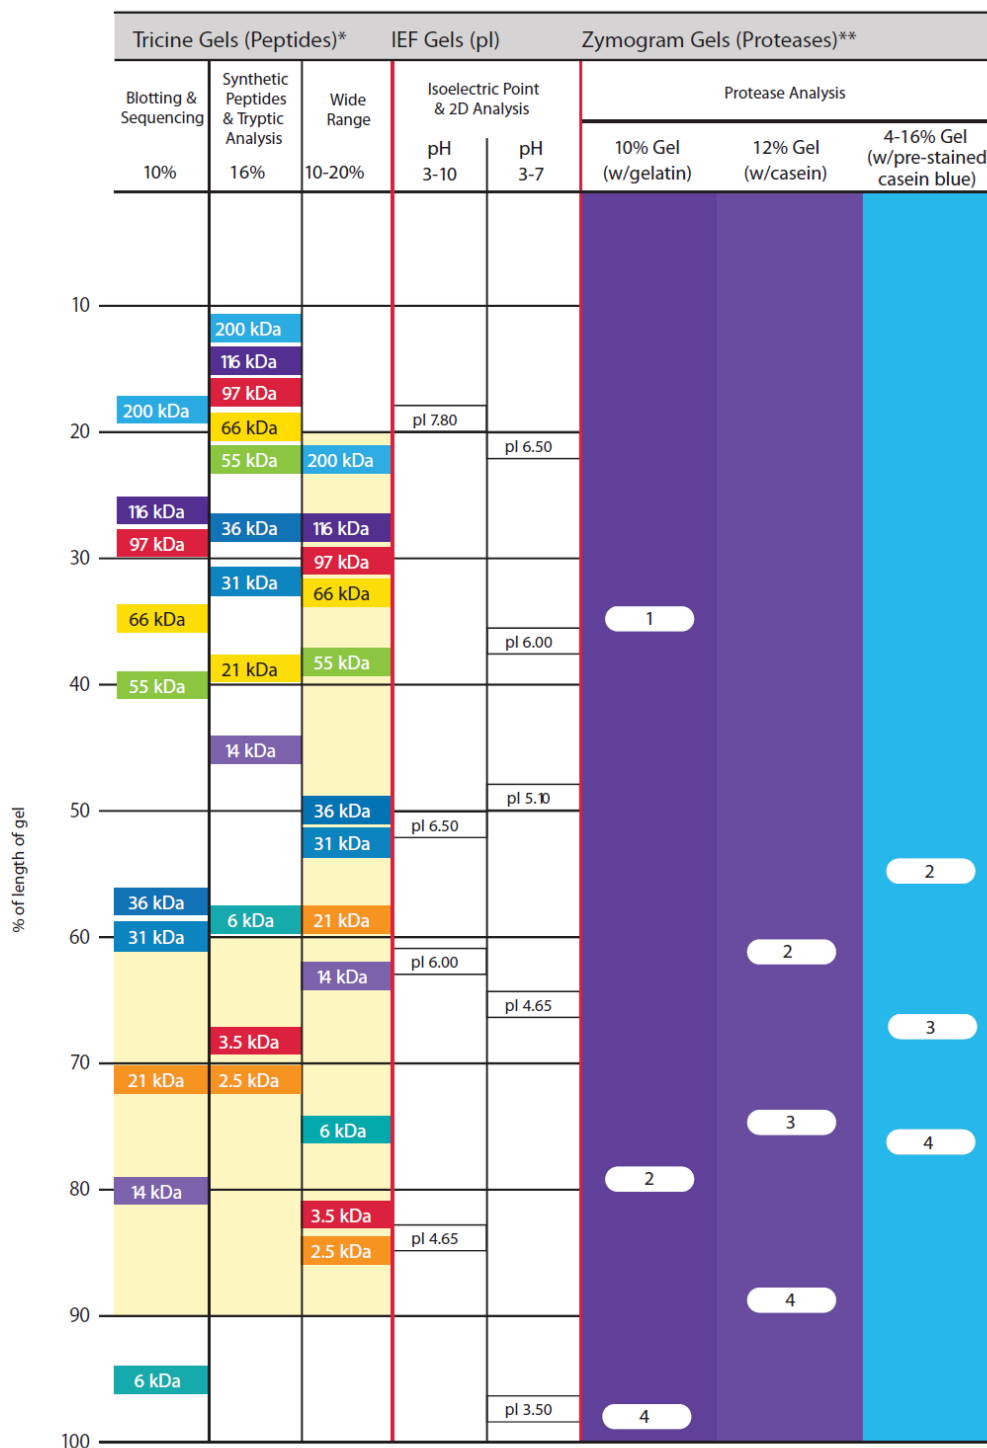 Tricine Gels (Peptides)* IEF Gels (pI) Zymogram Gels (Proteases)**
Blotting &
Sequencing
10%
Synthetic
Peptides
& Tryptic
Analysis
16%
Wide
Range
10-20%
Isoelectric Point
& 2D Analysis
pH
3-10
pH
3-7
Protease Analysis
10% Gel
(w/gelatin)
12% Gel
(w/casein)
4-16% Gel
(w/pre-stained
casein blue)
% of length of gel
10
20
30
40
50
60
70
80
90
100
200 kDa
116 kDa
97 kDa
66 kDa
55 kDa
36 kDa
31 kDa
21 kDa
14 kDa
6 kDa
200 kDa
116 kDa
97 kDa
66 kDa
55 kDa
36 kDa
31 kDa
21 kDa
14 kDa
6 kDa
3.5 kDa
2.5 kDa
200 kDa
116 kDa
97 kDa
66 kDa
55 kDa
36 kDa
31 kDa
21 kDa
14 kDa
6 kDa
3.5 kDa
2.5 kDa
pI 7.80
pI 6.50
pI 6.00
pI 4.65
pI 6.50
pI 6.00
pI 5.10
pI 4.65
pI 3.50
1
2
4
2
3
4
2
3
4